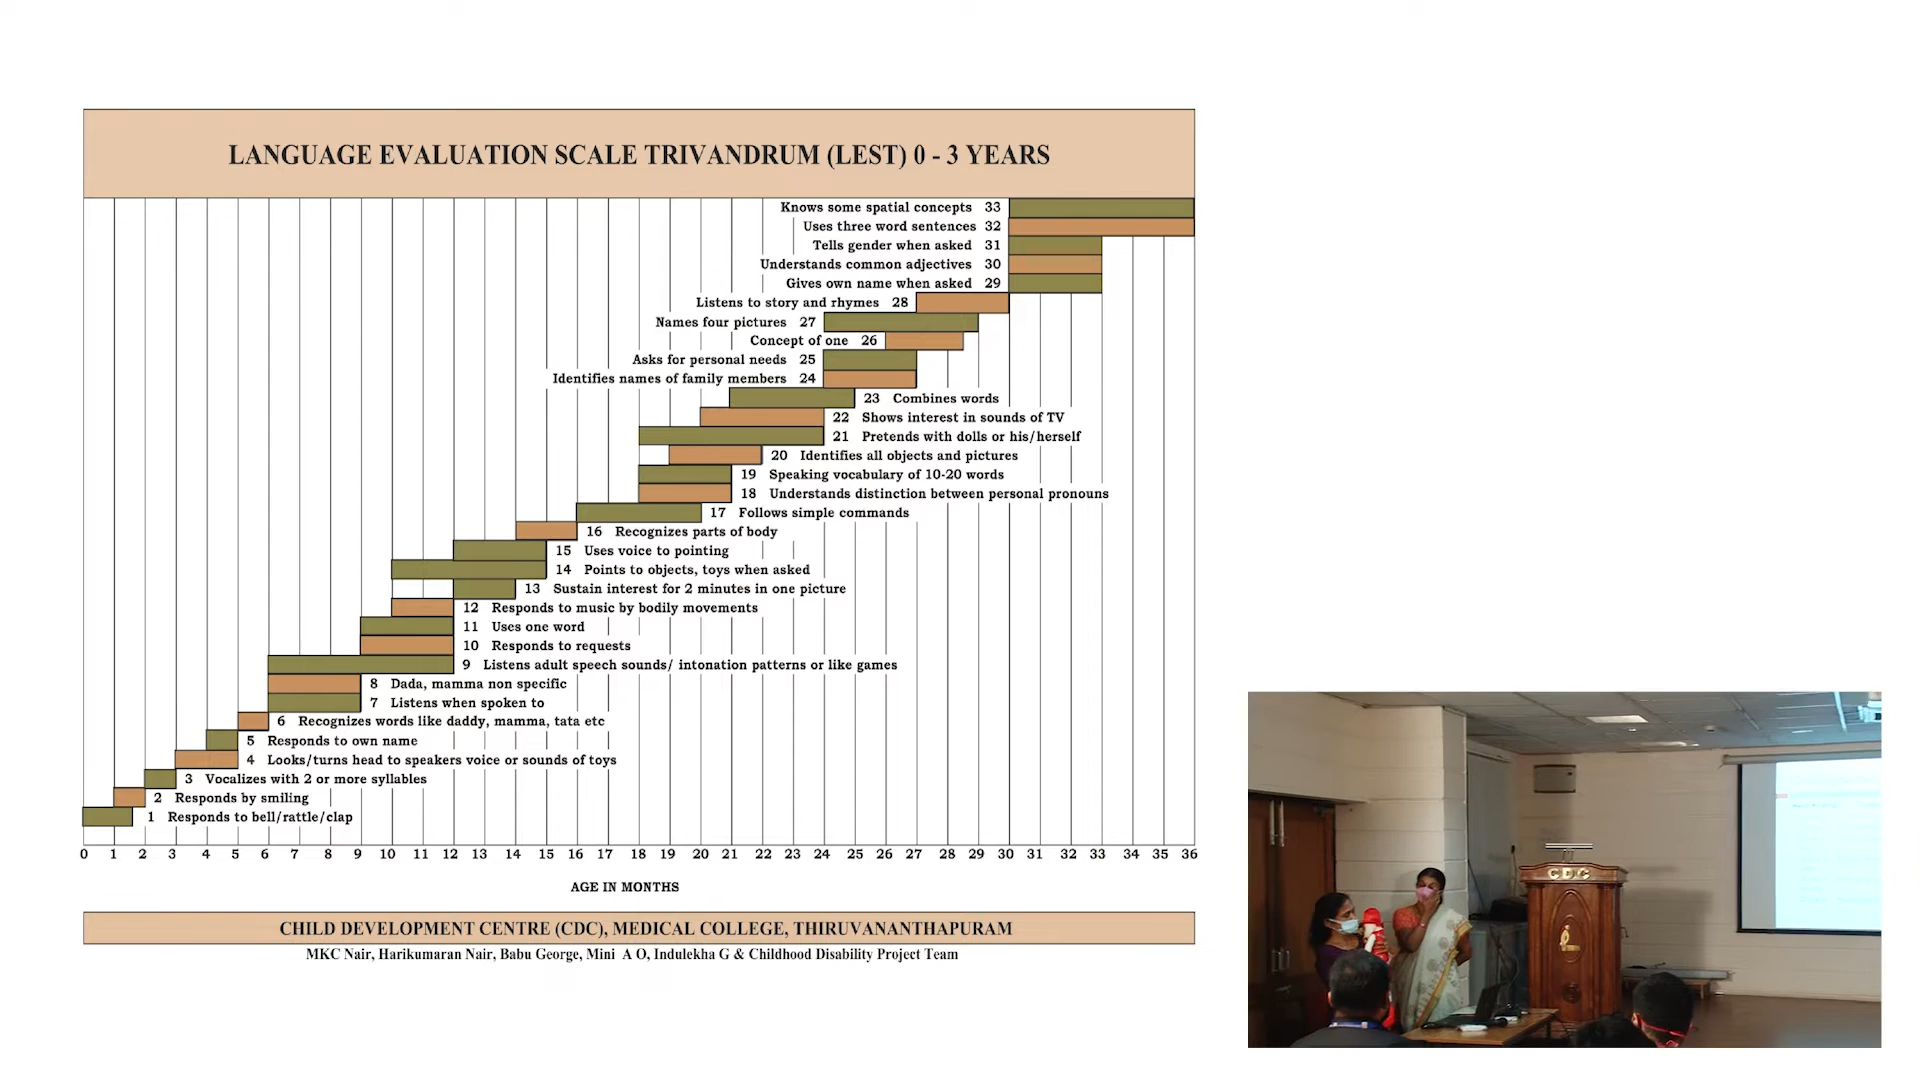 LANGUAGE EVALUATION SCALE TRIVANDRUM (LEST) 0 - 3 YEARS
Knows some spatial concepts 33
Uses three word sentences 32
Tells gender when asked 31
Understands common adjectives 30
Gives own name when asked 29
Listens to story and rhymes 28
Names four pictures 27
Concept of one 26
Asks for personal needs 25
Identifies names of family members 24
23 Combines words
22 Shows interest in sounds of TV
21 Pretends with dolls or his/herself
20 Identifies all objects and pictures
19 Speaking vocabulary of 10-20 words
18 Understands distinction between personal pronouns
17 Follows simple commands
16 Recognizes parts of body
15 Uses voice to pointing
14 Points to objects, toys when asked
13 Sustain interest for 2 minutes in one picture
12 Responds to music by bodily movements
11 Uses one word
10 Responds to requests
9 Listens adult speech sounds/ intonation patterns or like games
8 Dada, mamma non specific
7 Listens when spoken to
6 Recognizes words like daddy, mamma, tata etc
5 Responds to own name
4 Looks/turns head to speakers voice or sounds of toys
3 Vocalizes with 2 or more syllables
2 Responds by smiling
1 Responds to bell/rattle/clap
0 1 2 3 4 5 6 7 8 9 10 11 12 13 14 15 16 17 18 19 20 21 22 23 24 25 26 27 28 29 30 31 32 33 34 35 36
AGE IN MONTHS
CHILD DEVELOPMENT CENTRE (CDC), MEDICAL COLLEGE, THIRUVANANTHAPURAM
MKC Nair, Harikumaran Nair, Babu George, Mini A O, Indulekha G & Childhood Disability Project Team
CDC